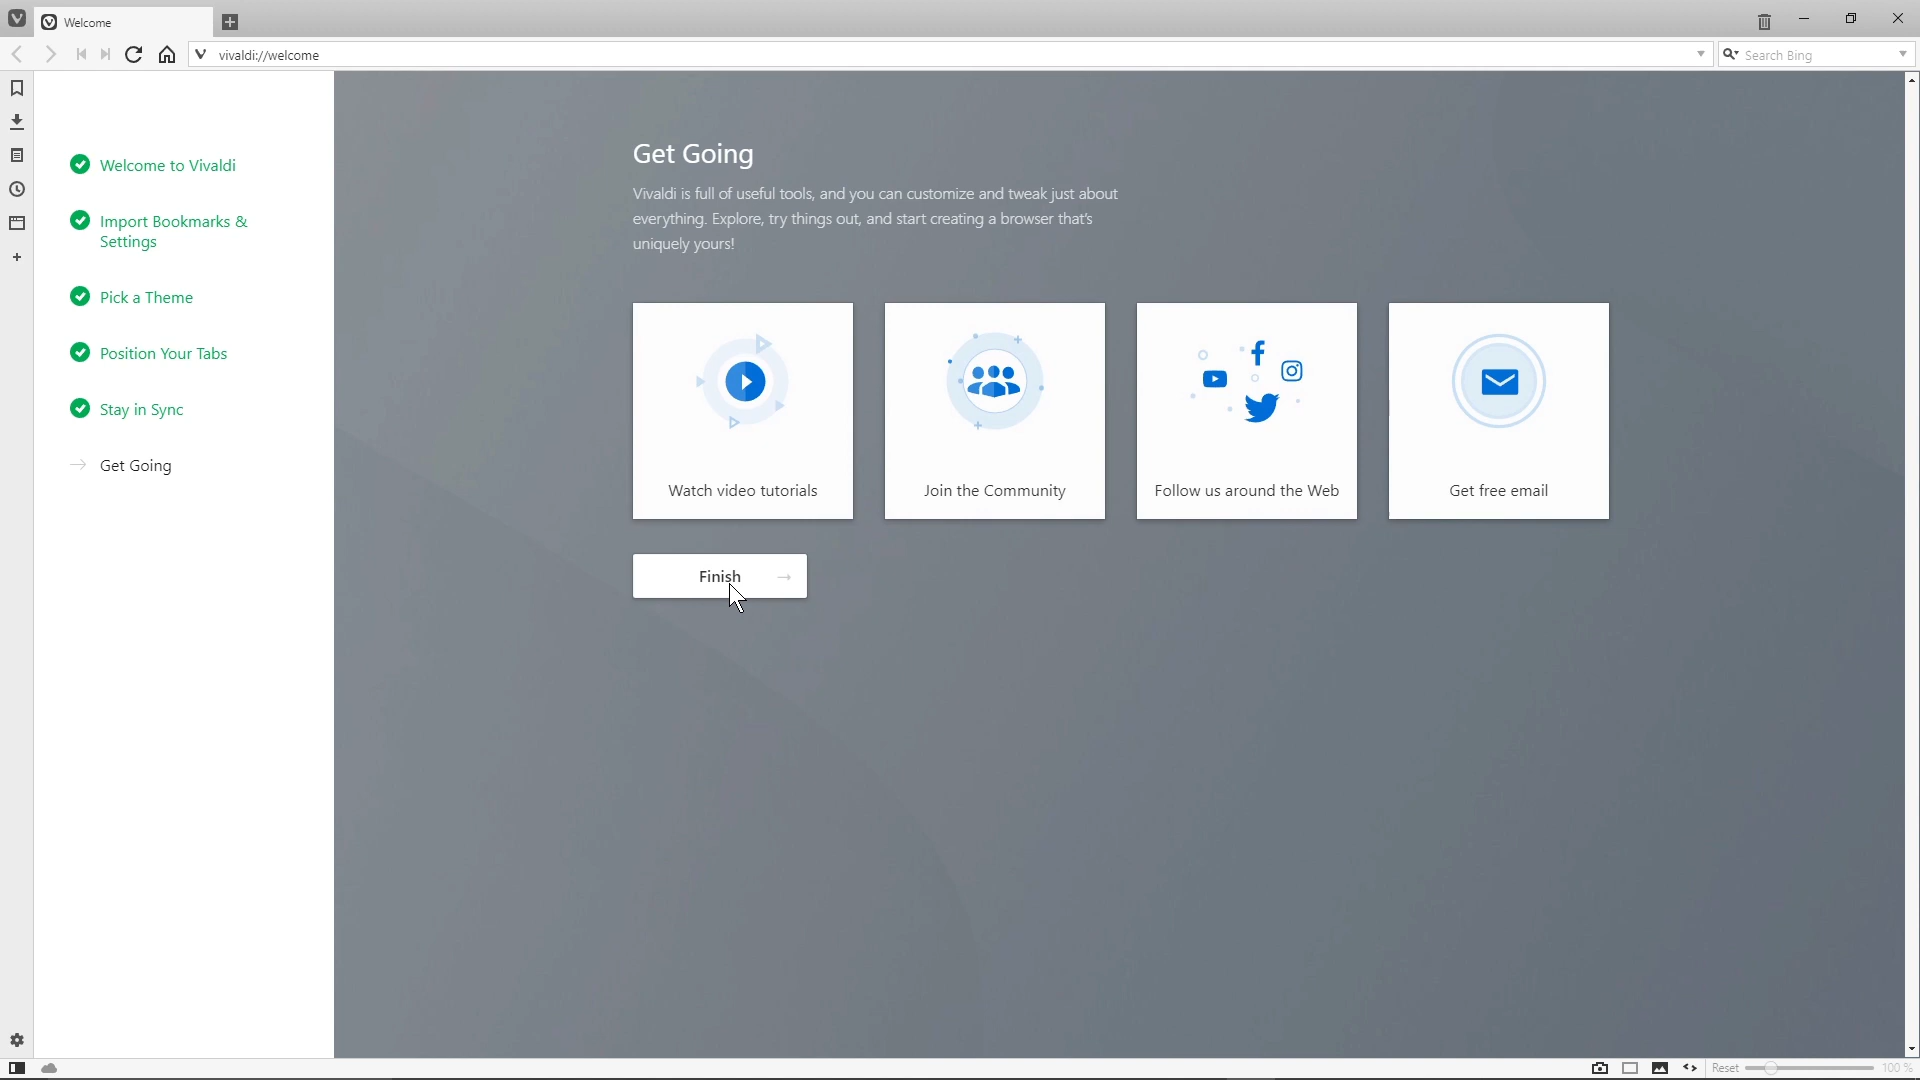 Welcome
vivaldi://welcome
Search Bing
Welcome to Vivaldi
Import Bookmarks &
Settings
Pick a Theme
Position Your Tabs
Stay in Sync
Get Going
Get Going
Vivaldi is full of useful tools, and you can customize and tweak just about
everything. Explore, try things out, and start creating a browser that's
uniquely yours!
Watch video tutorials
Join the Community
Follow us around the Web
Get free email
Finish
Reset
100 %